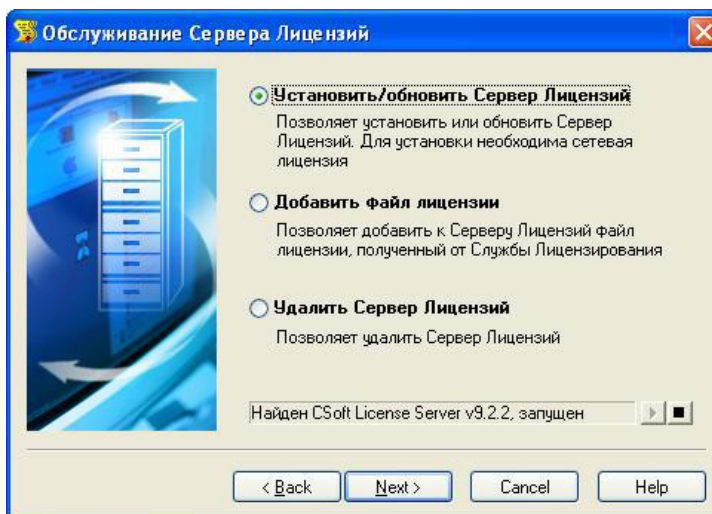 Обслуживание Сервера Лицензий
Установить/обновить Сервер Лицензий
Позволяет установить или обновить Сервер
Лицензий. Для установки необходима сетевая
лицензия
Добавить файл лицензии
Позволяет добавить к Серверу Лицензий файл
лицензии, полученный от Службы Лицензирования
Удалить Сервер Лицензий
Позволяет удалить Сервер Лицензий
Найден CSoft License Server v9.2.2, запущен
< Back Next > Cancel Help